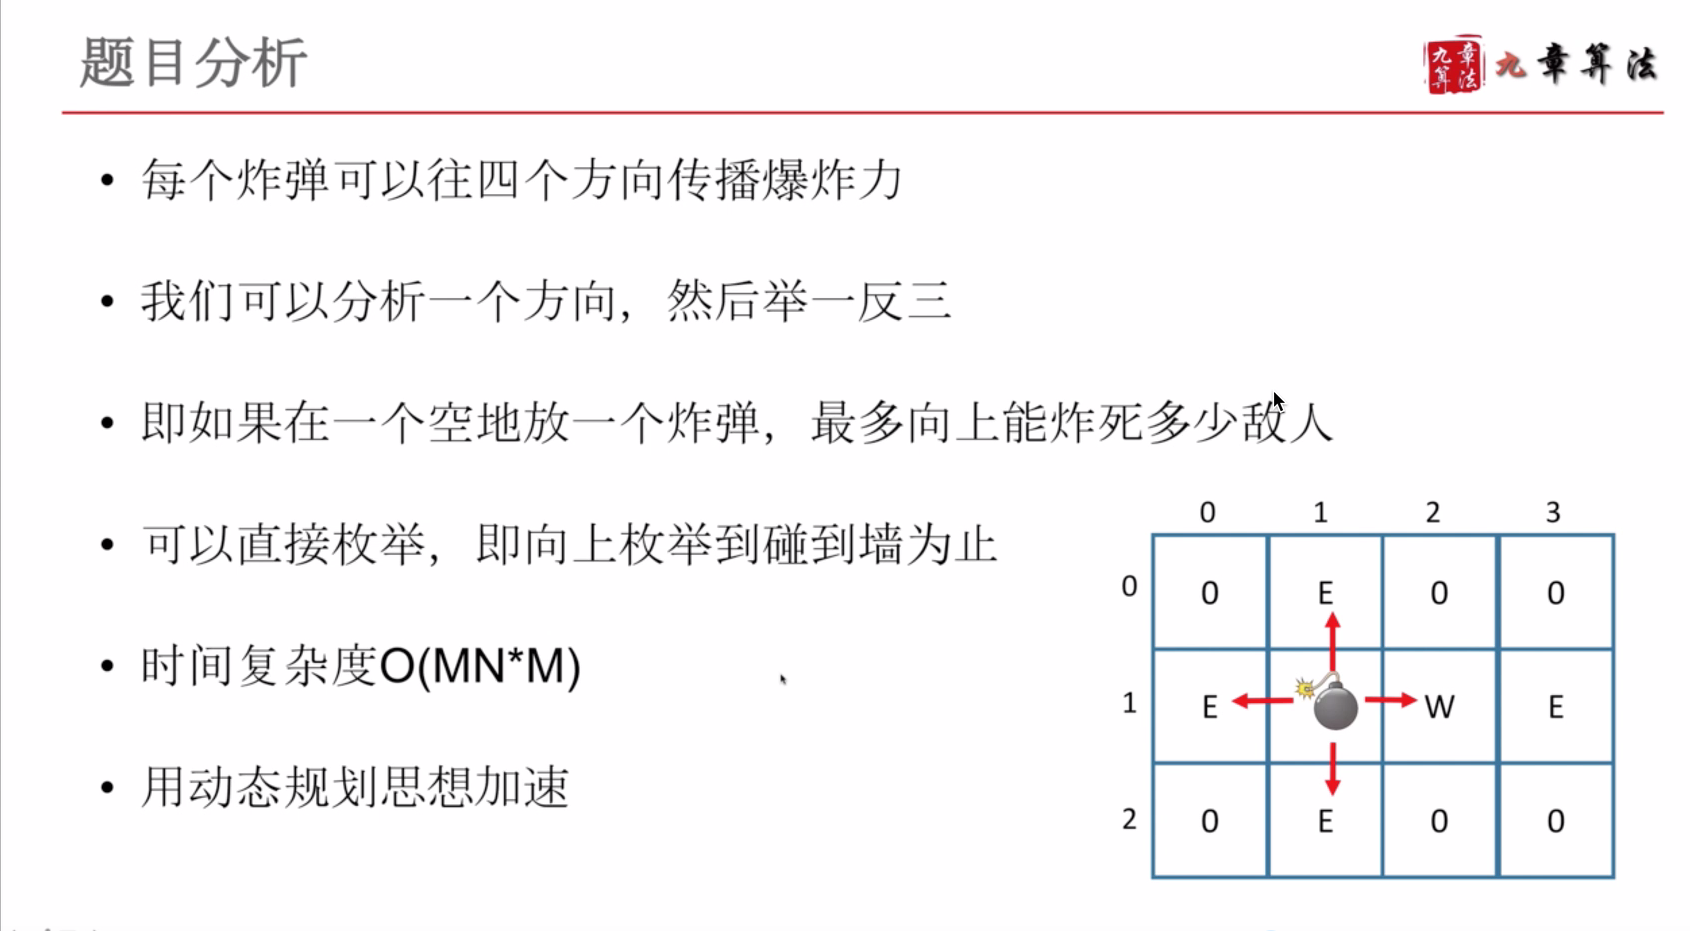 题目分析
九章算法
九章算法
• 每个炸弹可以往四个方向传播爆炸力
• 我们可以分析一个方向，然后举一反三
• 即如果在一个空地放一个炸弹，最多向上能炸死多少敌人
• 可以直接枚举，即向上枚举到碰到墙为止
• 时间复杂度O(MN*M)
• 用动态规划思想加速
0 1 2 3
0 0 E 0 0
1 E W E
2 0 E 0 0